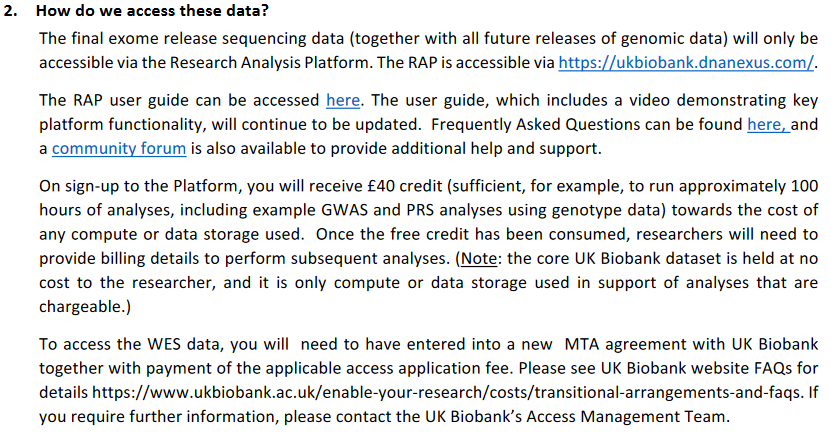 2. How do we access these data?
The final exome release sequencing data (together with all future releases of genomic data) will only be
accessible via the Research Analysis Platform. The RAP is accessible via https://ukbiobank.dnanexus.com/.
The RAP user guide can be accessed here. The user guide, which includes a video demonstrating key
platform functionality, will continue to be updated. Frequently Asked Questions can be found here, and
a community forum is also available to provide additional help and support.
On sign-up to the Platform, you will receive £40 credit (sufficient, for example, to run approximately 100
hours of analyses, including example GWAS and PRS analyses using genotype data) towards the cost of
any compute or data storage used. Once the free credit has been consumed, researchers will need to
provide billing details to perform subsequent analyses. (Note: the core UK Biobank dataset is held at no
cost to the researcher, and it is only compute or data storage used in support of analyses that are
chargeable.)
To access the WES data, you will need to have entered into a new MTA agreement with UK Biobank
together with payment of the applicable access application fee. Please see UK Biobank website FAQs for
details https://www.ukbiobank.ac.uk/enable-your-research/costs/transitional-arrangements-and-faqs. If
you require further information, please contact the UK Biobank’s Access Management Team.